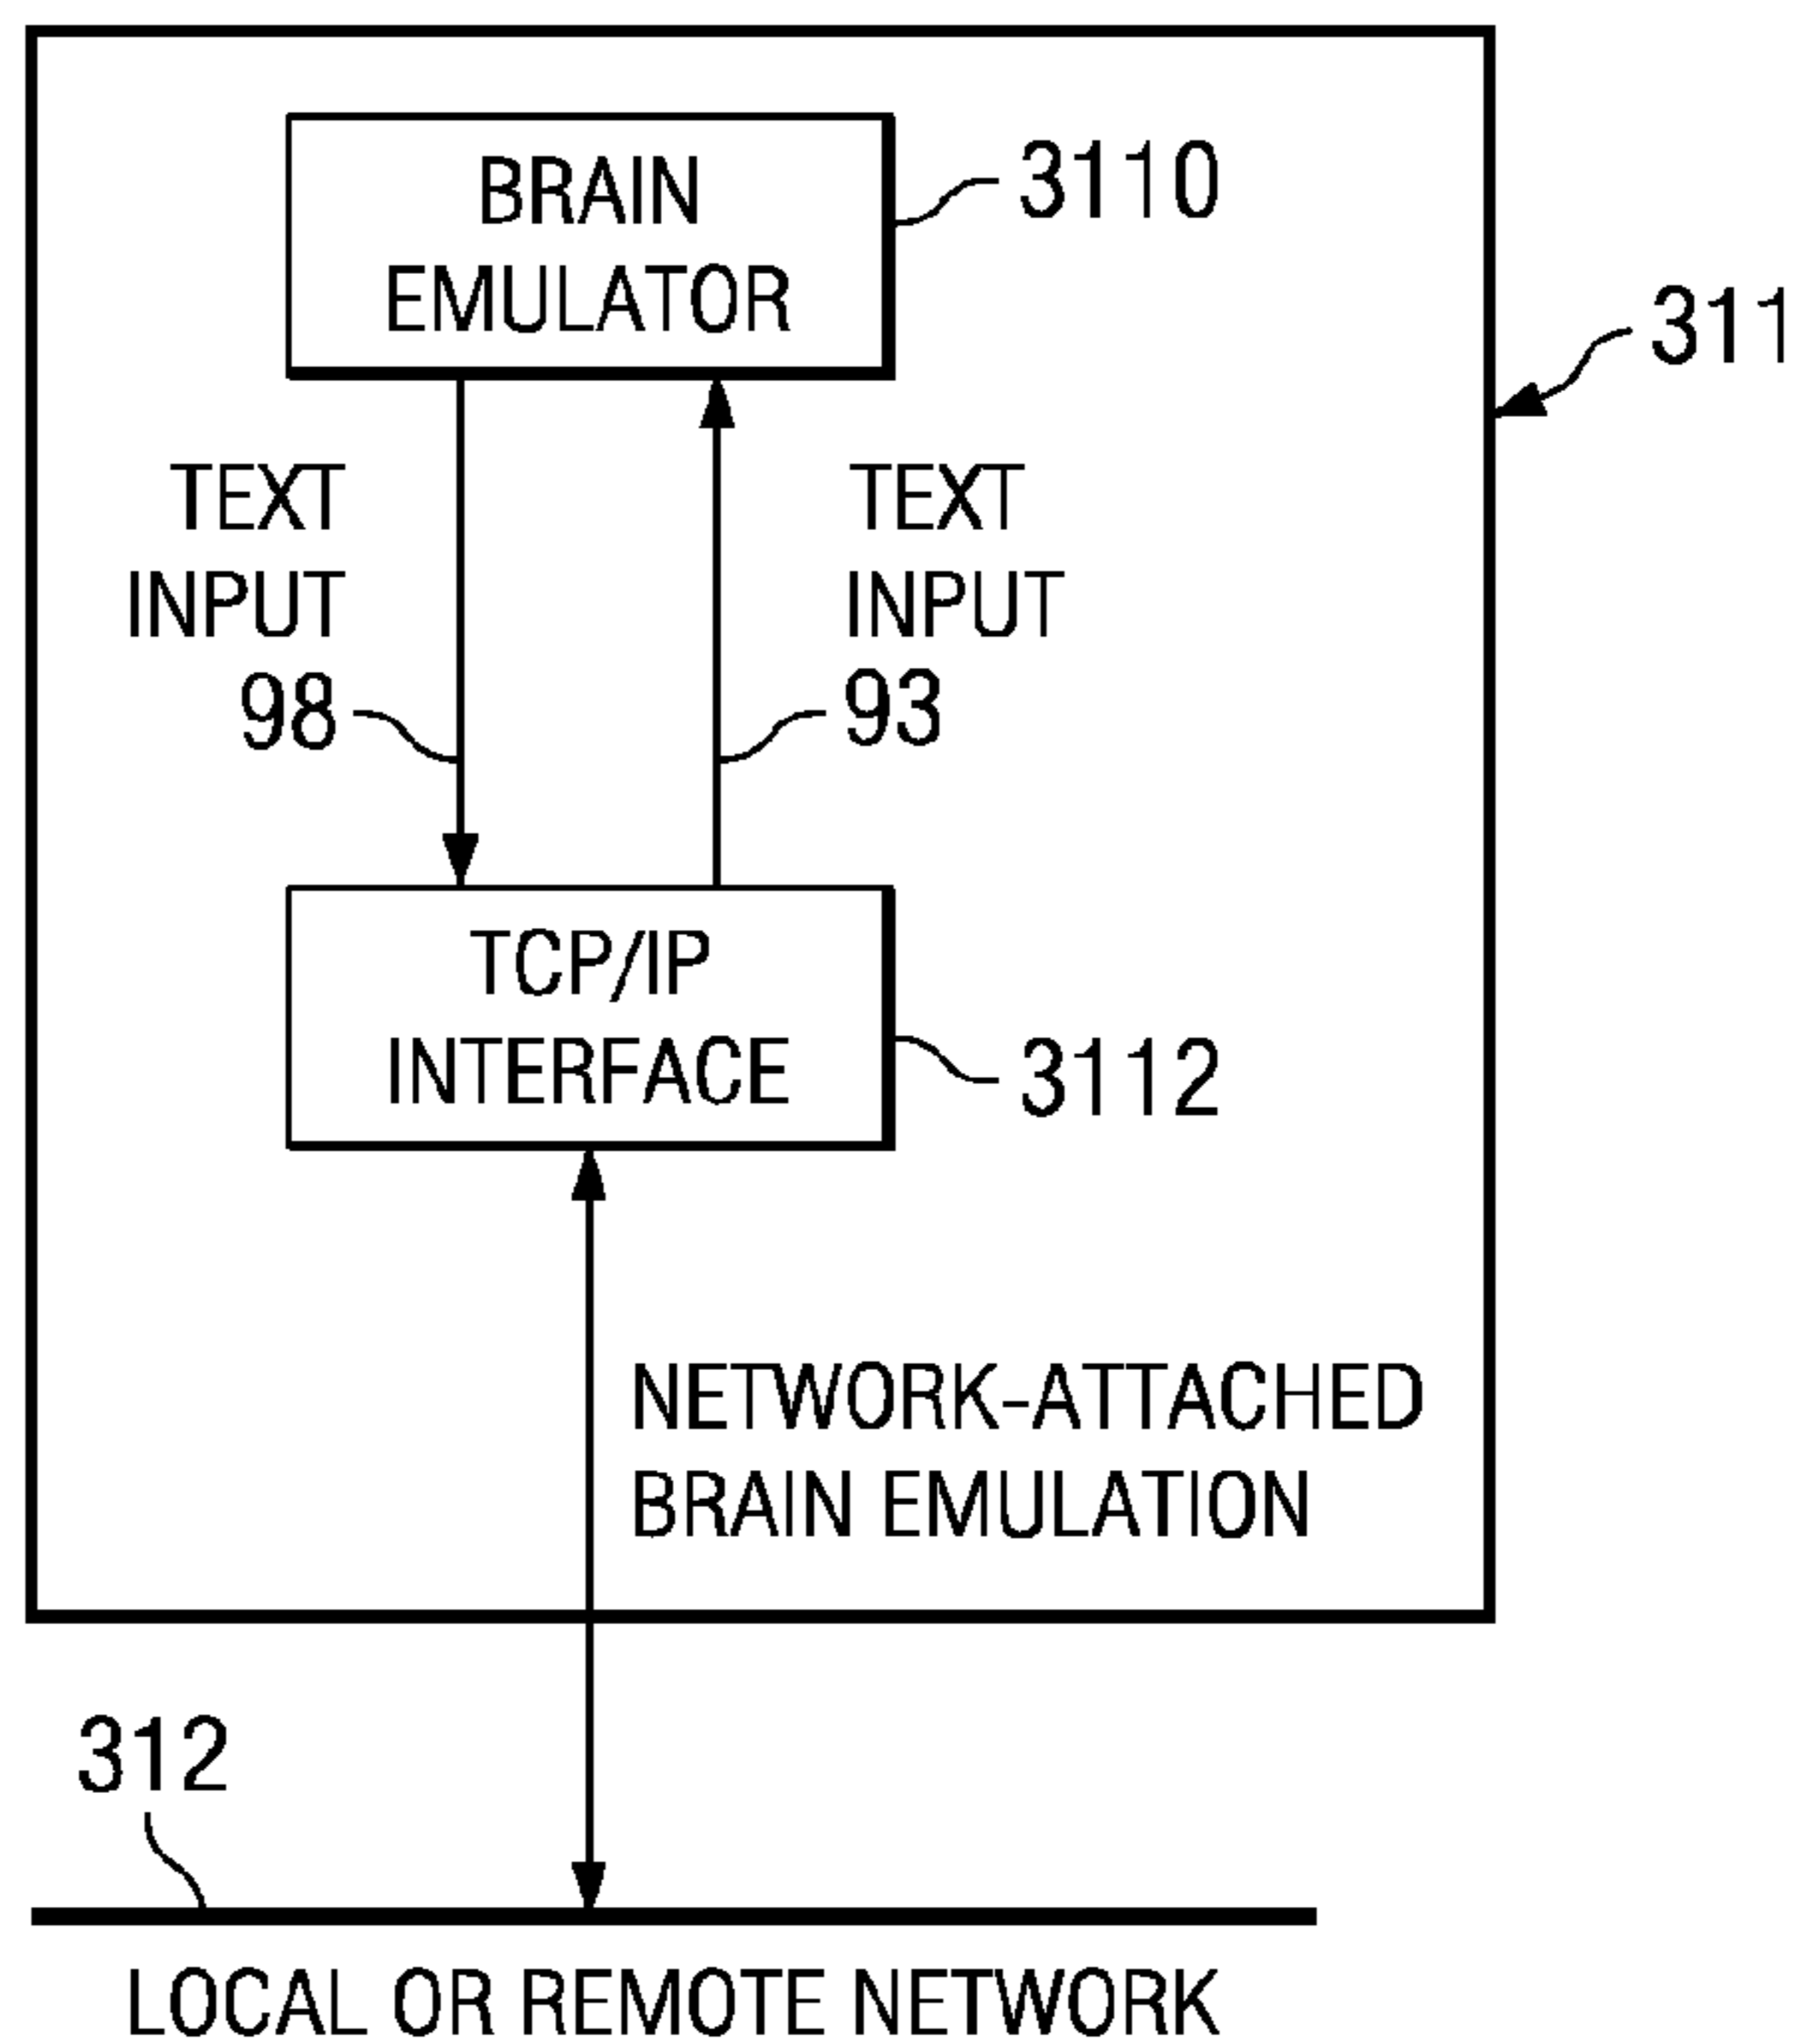 BRAIN
EMULATOR
3110
311
TEXT
INPUT
98
TEXT
INPUT
93
TCP/IP
INTERFACE
3112
NETWORK-ATTACHED
BRAIN EMULATION
312
LOCAL OR REMOTE NETWORK